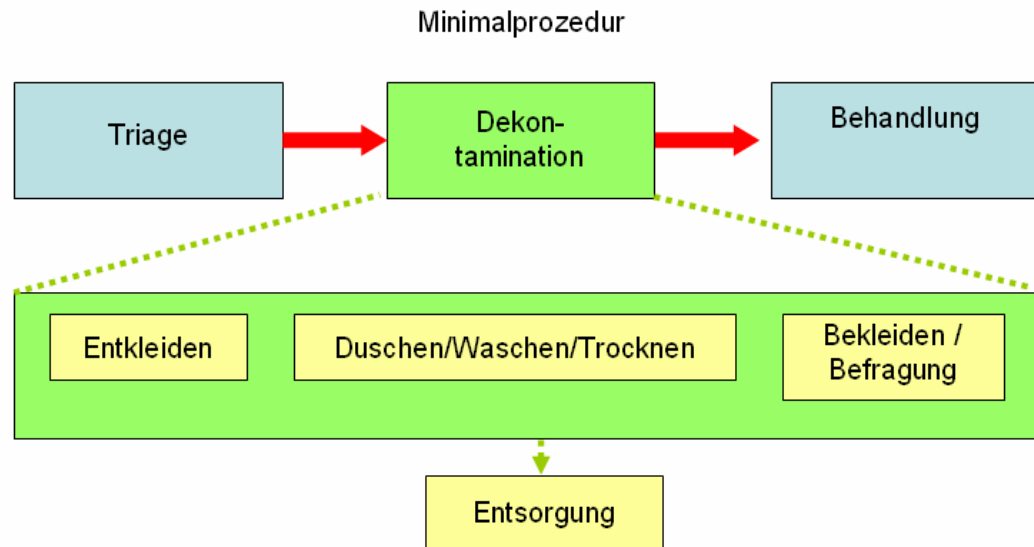 Minimalprozedur
Triage
Dekon-
tamination
Behandlung
Entkleiden
Duschen/Waschen/Trocknen
Bekleiden /
Befragung
Entsorgung